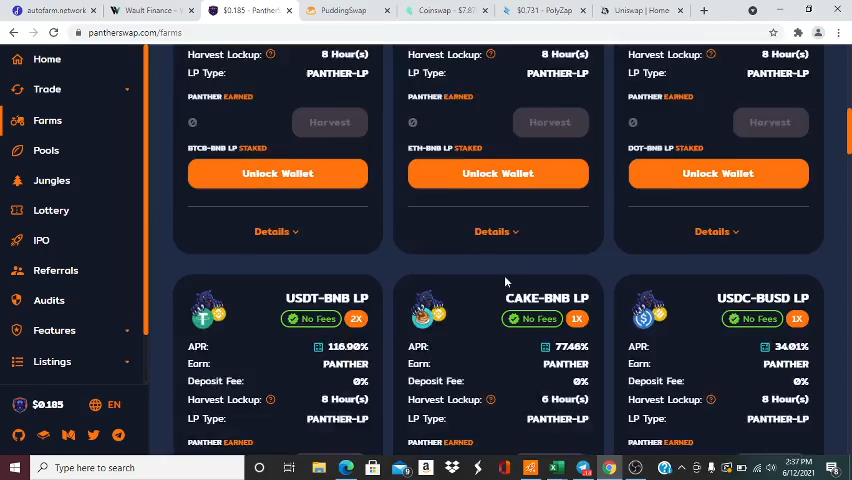 autofarm.network
Wault Finance -
$0.185 - PantherS
PuddingSwap
Coinswap - $7.87
$0.731 - PolyZap
Uniswap | Home
pantherswap.com/farms
Home
Trade
Farms
Pools
Jungles
Lottery
IPO
Referrals
Audits
Features
Listings
$0.185
EN
Harvest Lockup: 8 Hour(s)
LP Type: PANTHER-LP
PANTHER EARNED
0 Harvest
BTCB-BNB LP STAKED
Unlock Wallet
Details
Harvest Lockup: 8 Hour(s)
LP Type: PANTHER-LP
PANTHER EARNED
0 Harvest
ETH-BNB LP STAKED
Unlock Wallet
Details
Harvest Lockup: 8 Hour(s)
LP Type: PANTHER-LP
PANTHER EARNED
0 Harvest
DOT-BNB LP STAKED
Unlock Wallet
Details
USDT-BNB LP
No Fees 2X
APR: 116.90%
Earn: PANTHER
Deposit Fee: 0%
Harvest Lockup: 8 Hour(s)
LP Type: PANTHER-LP
PANTHER EARNED
CAKE-BNB LP
No Fees 1X
APR: 77.46%
Earn: PANTHER
Deposit Fee: 0%
Harvest Lockup: 6 Hour(s)
LP Type: PANTHER-LP
PANTHER EARNED
USDC-BUSD LP
No Fees 1X
APR: 34.01%
Earn: PANTHER
Deposit Fee: 0%
Harvest Lockup: 8 Hour(s)
LP Type: PANTHER-LP
PANTHER EARNED
Type here to search
2:37 PM
6/12/2021